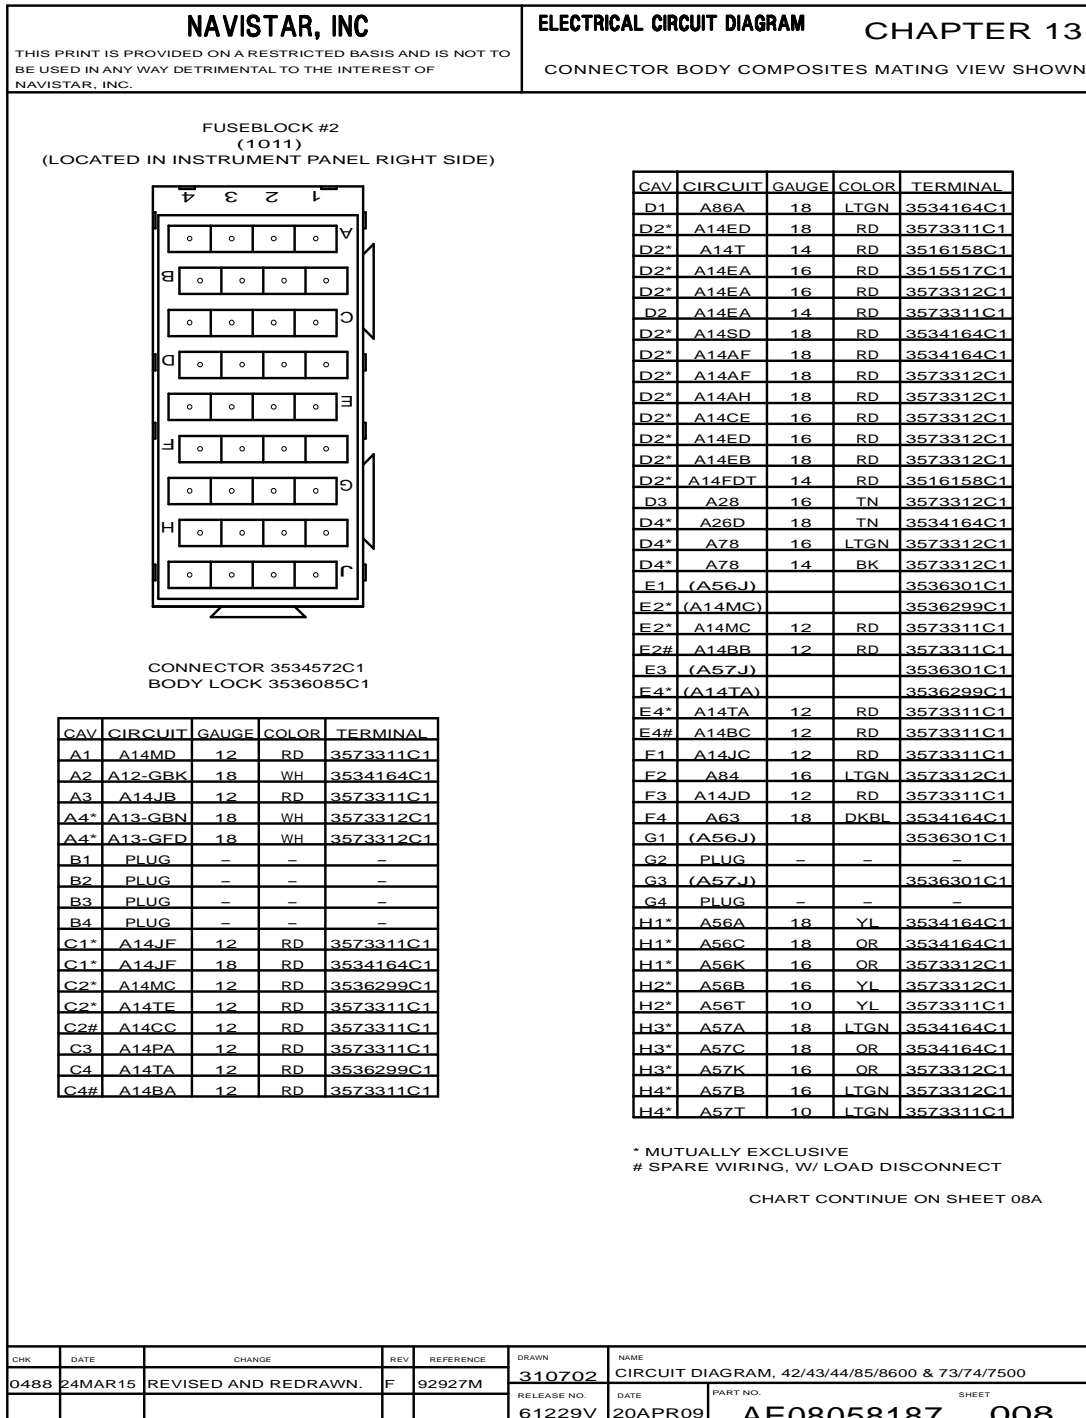 NAVISTAR, INC
THIS PRINT IS PROVIDED ON A RESTRICTED BASIS AND IS NOT TO
BE USED IN ANY WAY DETRIMENTAL TO THE INTEREST OF
NAVISTAR, INC.
ELECTRICAL CIRCUIT DIAGRAM CHAPTER 13
CONNECTOR BODY COMPOSITES MATING VIEW SHOWN
FUSEBLOCK #2
(1011)
(LOCATED IN INSTRUMENT PANEL RIGHT SIDE)
4 3 2 1
A
B
C
D
E
F
G
H
J
CONNECTOR 3534572C1
BODY LOCK 3536085C1
CAV CIRCUIT GAUGE COLOR TERMINAL
A1 A14MD 12 RD 3573311C1
A2 A12-GBK 18 WH 3534164C1
A3 A14JB 12 RD 3573311C1
A4* A13-GBN 18 WH 3573312C1
A4* A13-GFD 18 WH 3573312C1
B1 PLUG – – –
B2 PLUG – – –
B3 PLUG – – –
B4 PLUG – – –
C1* A14JF 12 RD 3573311C1
C1* A14JF 18 RD 3534164C1
C2* A14MC 12 RD 3536299C1
C2* A14TE 12 RD 3573311C1
C2# A14CC 12 RD 3573311C1
C3 A14PA 12 RD 3573311C1
C4 A14TA 12 RD 3536299C1
C4# A14BA 12 RD 3573311C1
CAV CIRCUIT GAUGE COLOR TERMINAL
D1 A86A 18 LTGN 3534164C1
D2* A14ED 18 RD 3573311C1
D2* A14T 14 RD 3516158C1
D2* A14EA 16 RD 3515517C1
D2* A14EA 16 RD 3573312C1
D2 A14EA 14 RD 3573311C1
D2* A14SD 18 RD 3534164C1
D2* A14AF 18 RD 3534164C1
D2* A14AF 18 RD 3573312C1
D2* A14AH 18 RD 3573312C1
D2* A14CE 16 RD 3573312C1
D2* A14ED 16 RD 3573312C1
D2* A14EB 18 RD 3573312C1
D2* A14FDT 14 RD 3516158C1
D3 A28 16 TN 3573312C1
D4* A26D 18 TN 3534164C1
D4* A78 16 LTGN 3573312C1
D4* A78 14 BK 3573312C1
E1 (A56J) 3536301C1
E2* (A14MC) 3536299C1
E2* A14MC 12 RD 3573311C1
E2# A14BB 12 RD 3573311C1
E3 (A57J) 3536301C1
E4* (A14TA) 3536299C1
E4* A14TA 12 RD 3573311C1
E4# A14BC 12 RD 3573311C1
F1 A14JC 12 RD 3573311C1
F2 A84 16 LTGN 3573312C1
F3 A14JD 12 RD 3573311C1
F4 A63 18 DKBL 3534164C1
G1 (A56J) 3536301C1
G2 PLUG – – –
G3 (A57J) 3536301C1
G4 PLUG – – –
H1* A56A 18 YL 3534164C1
H1* A56C 18 OR 3534164C1
H1* A56K 16 OR 3573312C1
H2* A56B 16 YL 3573312C1
H2* A56T 10 YL 3573311C1
H3* A57A 18 LTGN 3534164C1
H3* A57C 18 OR 3534164C1
H3* A57K 16 OR 3573312C1
H4* A57B 16 LTGN 3573312C1
H4* A57T 10 LTGN 3573311C1
* MUTUALLY EXCLUSIVE
# SPARE WIRING, W/ LOAD DISCONNECT
CHART CONTINUE ON SHEET 08A
CHK DATE CHANGE REV REFERENCE
0488 24MAR15 REVISED AND REDRAWN. F 92927M
DRAWN
310702
NAME
CIRCUIT DIAGRAM, 42/43/44/85/8600 & 73/74/7500
RELEASE NO.
61229V
DATE
20APR09
PART NO.
AE08058187
SHEET
008